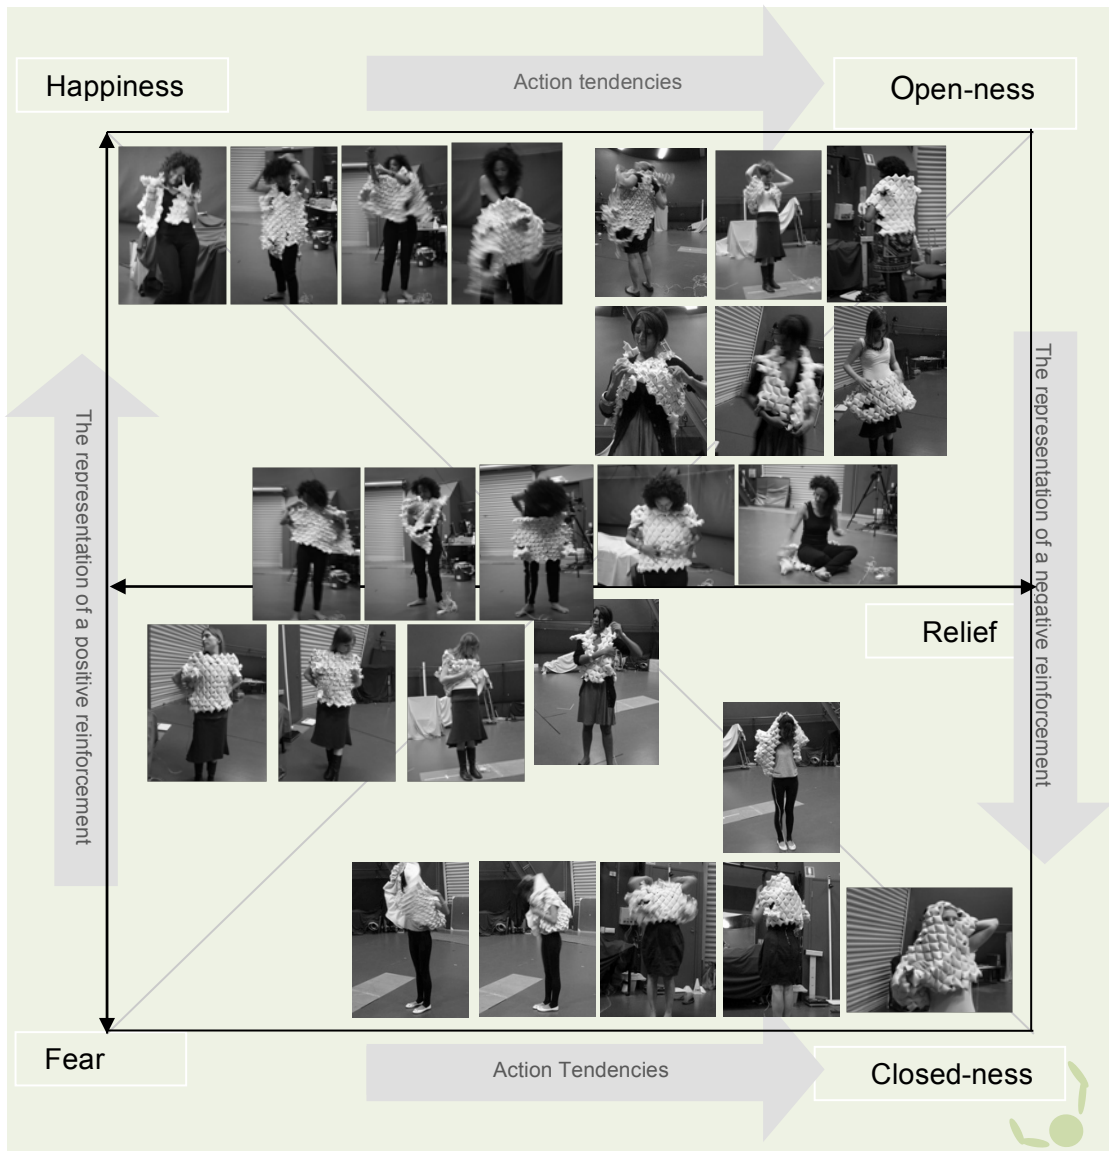 Happiness
Action tendencies
Open-ness
The representation of a positive reinforcement
The representation of a negative reinforcement
Relief
Fear
Action Tendencies
Closed-ness